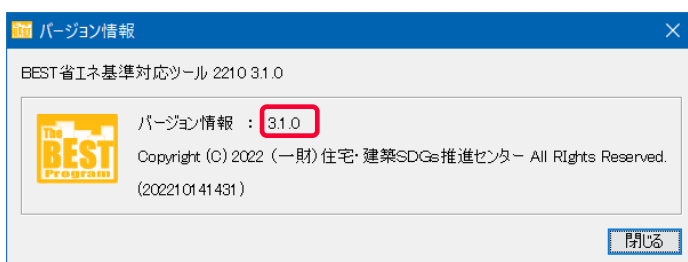 バージョン情報
BEST省エネ基準対応ツール 2210 3.1.0
The
BEST
Program
バージョン情報 : 3.1.0
Copyright (C) 2022 (一財)住宅・建築SDGs推進センター All RIghts Reserved.
(202210141431)
閉じる